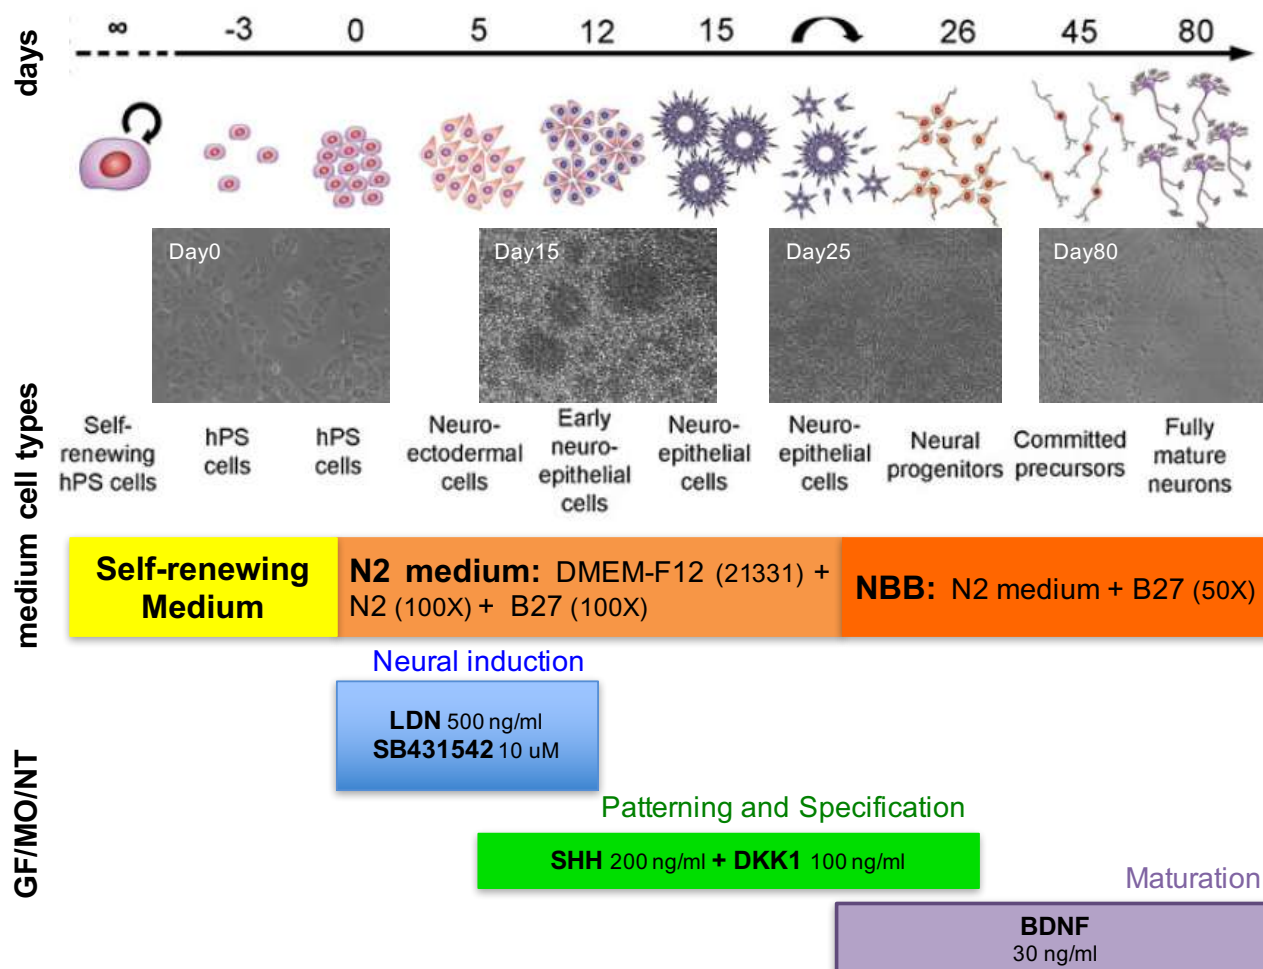 days
∞ -3 0 5 12 15 26 45 80
Day0
Day15
Day25
Day80
cell types
Self-
renewing
hPS cells
hPS
cells
hPS
cells
Neuro-
ectodermal
cells
Early
neuro-
epithelial
cells
Neuro-
epithelial
cells
Neuro-
epithelial
cells
Neural
progenitors
Committed
precursors
Fully
mature
neurons
medium
Self-renewing
Medium
N2 medium: DMEM-F12 (21331) +
N2 (100X) + B27 (100X)
NBB: N2 medium + B27 (50X)
GF/MO/NT
Neural induction
LDN 500 ng/ml
SB431542 10 uM
Patterning and Specification
SHH 200 ng/ml + DKK1 100 ng/ml
Maturation
BDNF
30 ng/ml